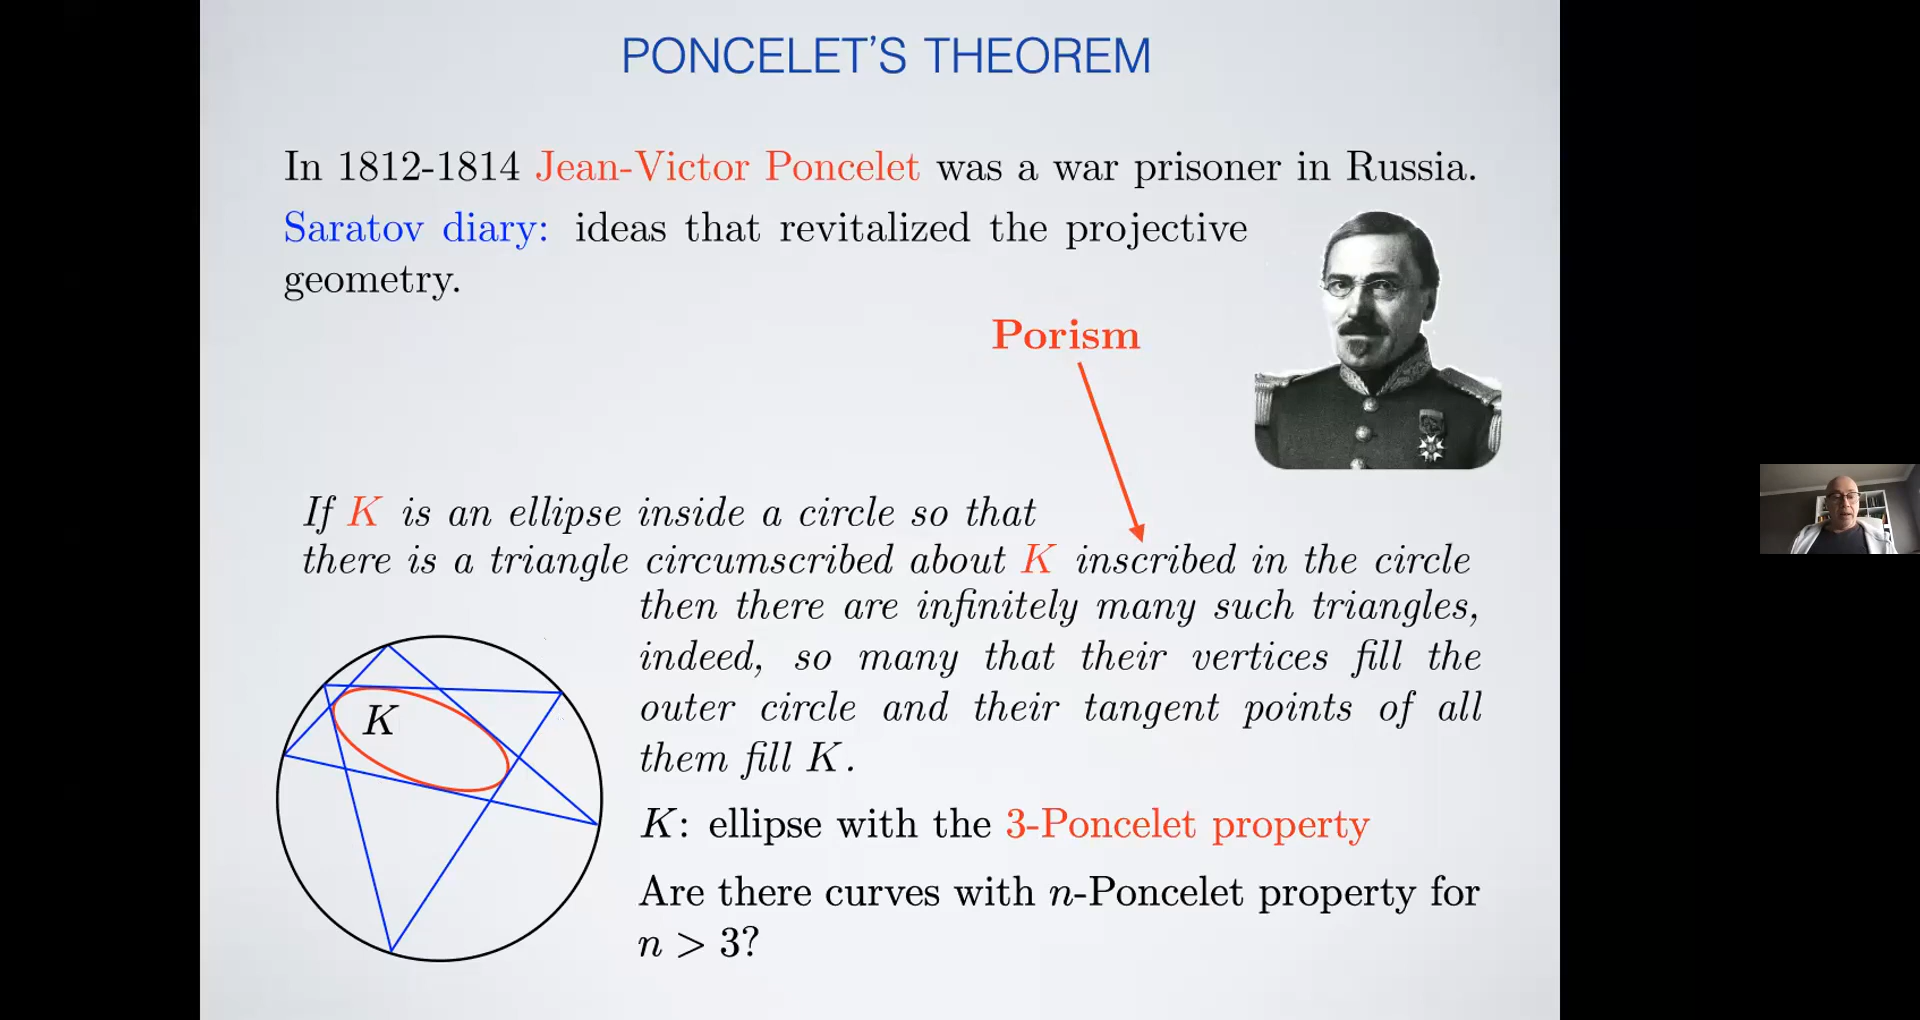 PONCELET'S THEOREM
In 1812-1814 Jean-Victor Poncelet was a war prisoner in Russia.
Saratov diary: ideas that revitalized the projective
geometry.
Porism
If K is an ellipse inside a circle so that
there is a triangle circumscribed about K inscribed in the circle
then there are infinitely many such triangles,
indeed, so many that their vertices fill the
outer circle and their tangent points of all
them fill K.
K
K: ellipse with the 3-Poncelet property
Are there curves with n-Poncelet property for
n > 3?